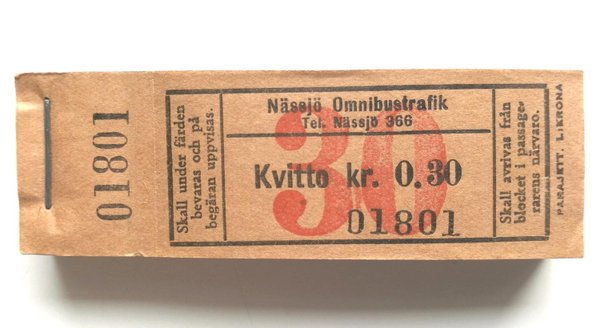 01801
Skall under färden
bevaras och på
begäran uppvisas.
Nässjö Omnibustrafik
Tel. Nässjö 366
30
Kvitto kr. 0.30
01801
Skall avrivas från
blocket i passage-
rarens närvaro.
PARAJETT. L:KRONA